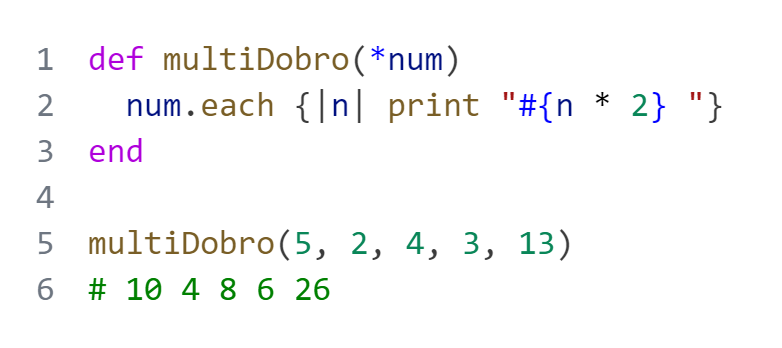 1 def multiDobro(*num)
2   num.each {|n| print "#{n * 2} "}
3 end
4
5 multiDobro(5, 2, 4, 3, 13)
6 # 10 4 8 6 26